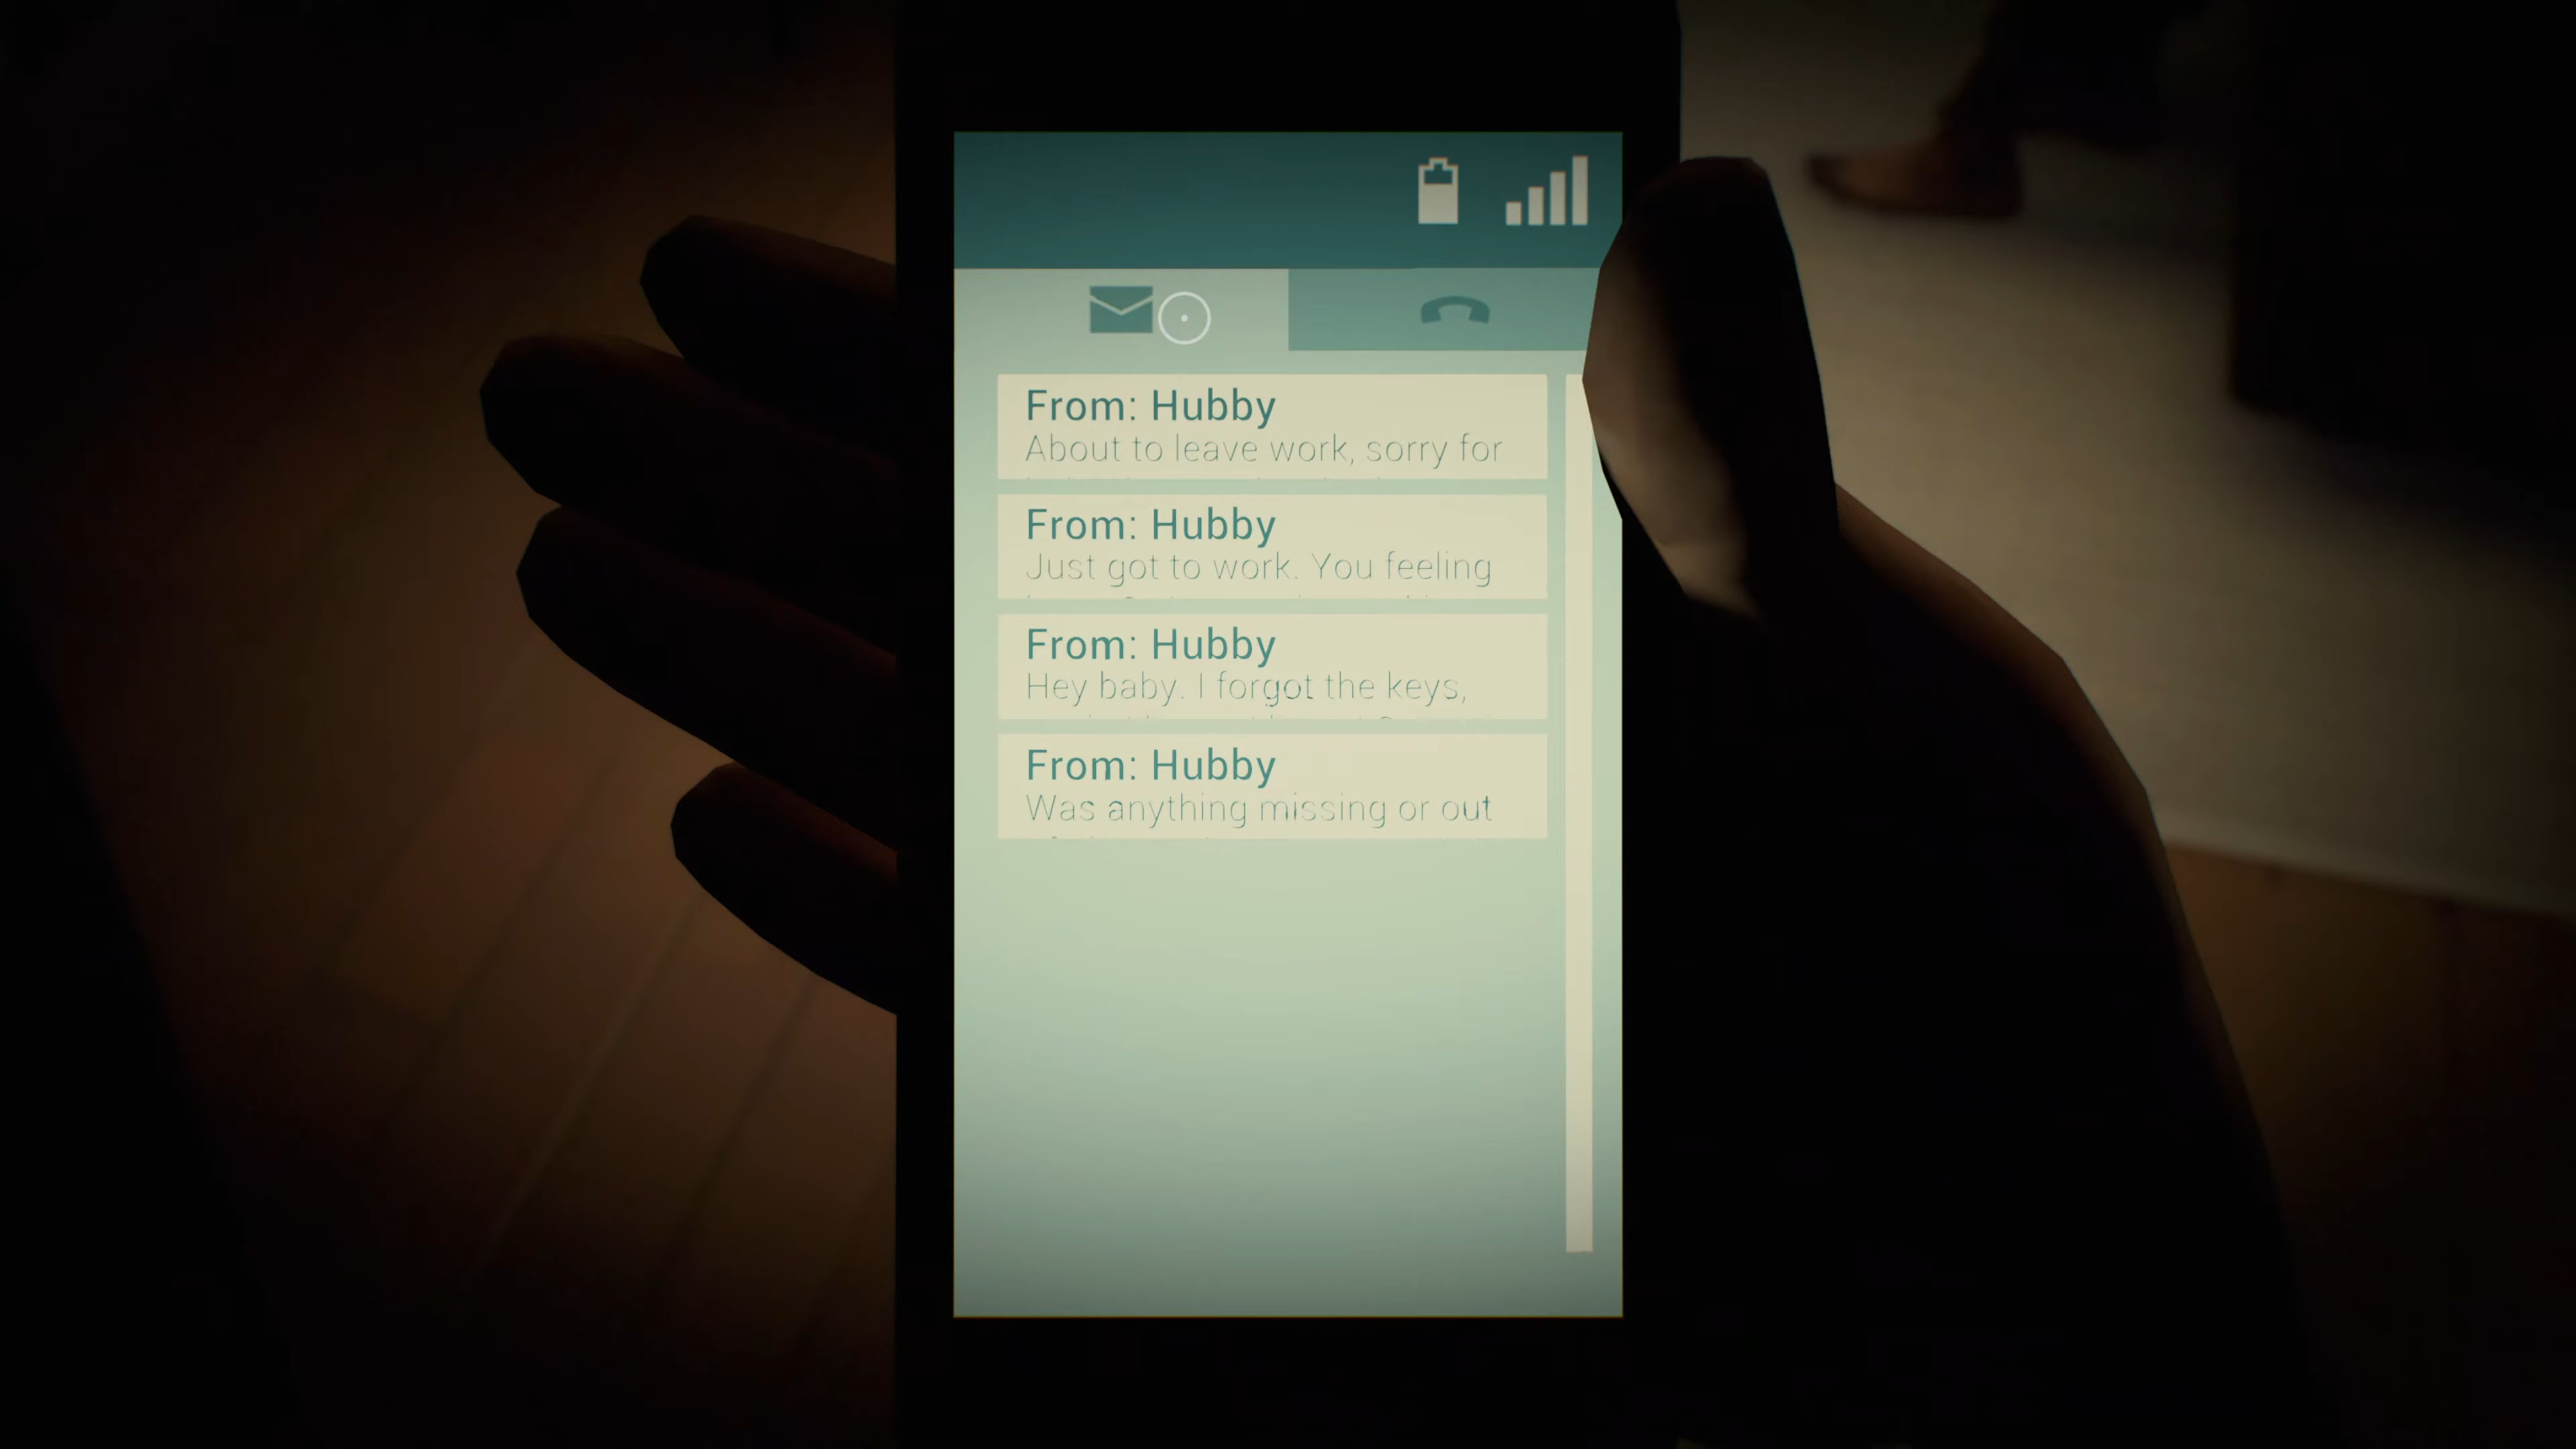 From: Hubby
About to leave work, sorry for
From: Hubby
Just got to work. You feeling
From: Hubby
Hey baby. I forgot the keys,
From: Hubby
Was anything missing or out